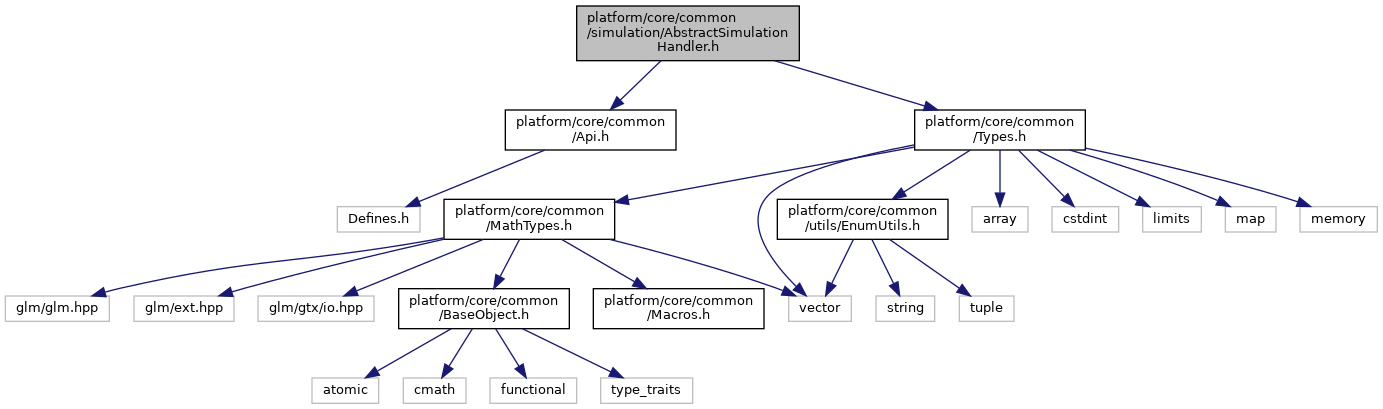 platform/core/common
/simulation/AbstractSimulation
Handler.h
platform/core/common
/Api.h
platform/core/common
/Types.h
Defines.h
platform/core/common
/MathTypes.h
platform/core/common
/utils/EnumUtils.h
array
cstdint
limits
map
memory
glm/glm.hpp
glm/ext.hpp
glm/gtx/io.hpp
platform/core/common
/BaseObject.h
platform/core/common
/Macros.h
vector
string
tuple
atomic
cmath
functional
type_traits